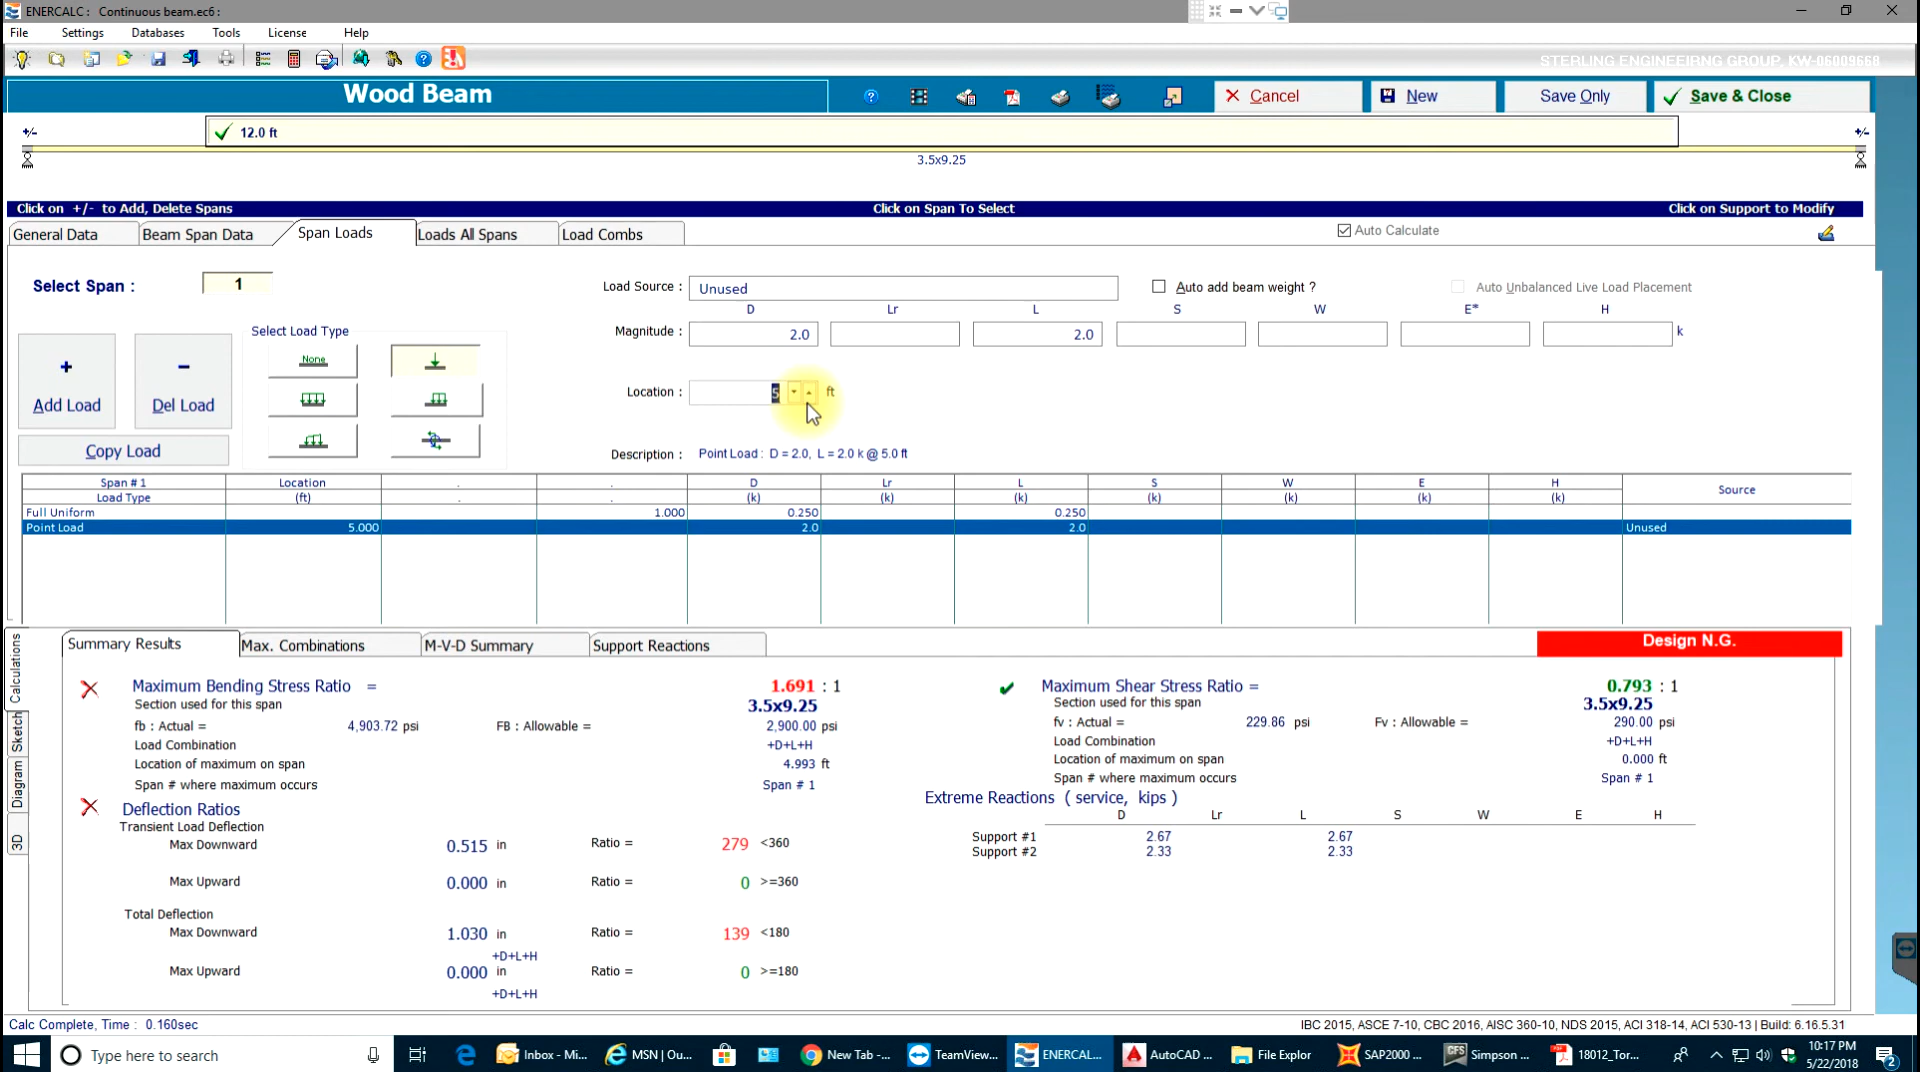 ENERCALC : Continuous beam.ec6 :
File Settings Databases Tools License Help
STERLING ENGINEEIRNG GROUP, KW-06009668
Wood Beam
Cancel New Save Only Save & Close
+/- 12.0 ft +/-
3.5x9.25
Click on +/- to Add, Delete Spans Click on Span To Select Click on Support to Modify
General Data Beam Span Data Span Loads Loads All Spans Load Combs Auto Calculate
Select Span : 1 Load Source : Unused Auto add beam weight ? Auto Unbalanced Live Load Placement
D Lr L S W E* H
Select Load Type Magnitude : 2.0 2.0 k
None
+ Add Load - Del Load
Location : 5 ft
Copy Load Description : Point Load : D = 2.0, L = 2.0 k @ 5.0 ft
Span # 1 Location . . D Lr L S W E H Source
Load Type (ft) . . (k) (k) (k) (k) (k) (k) (k)
Full Uniform 1.000 0.250 0.250
Point Load 5.000 2.0 2.0 Unused
Calculations
Sketch
Diagram
3D
Summary Results Max. Combinations M-V-D Summary Support Reactions Design N.G.
Maximum Bending Stress Ratio = 1.691 : 1
Section used for this span 3.5x9.25
fb : Actual = 4,903.72 psi FB : Allowable = 2,900.00 psi
Load Combination +D+L+H
Location of maximum on span 4.993 ft
Span # where maximum occurs Span # 1
Maximum Shear Stress Ratio = 0.793 : 1
Section used for this span 3.5x9.25
fv : Actual = 229.86 psi Fv : Allowable = 290.00 psi
Load Combination +D+L+H
Location of maximum on span 0.000 ft
Span # where maximum occurs Span # 1
Deflection Ratios
Transient Load Deflection
Max Downward 0.515 in Ratio = 279 <360
Max Upward 0.000 in Ratio = 0 >=360
Total Deflection
Max Downward 1.030 in Ratio = 139 <180
+D+L+H
Max Upward 0.000 in Ratio = 0 >=180
+D+L+H
Extreme Reactions ( service, kips )
D Lr L S W E H
Support #1 2.67 2.67
Support #2 2.33 2.33
Calc Complete, Time : 0.160sec IBC 2015, ASCE 7-10, CBC 2016, AISC 360-10, NDS 2015, ACI 318-14, ACI 530-13 | Build: 6.16.5.31
Type here to search Inbox - Mi... MSN | Ou... New Tab -... TeamView... ENERCAL... AutoCAD ... File Explor SAP2000 ... CFS Simpson ... 18012_Tor... 10:17 PM
5/22/2018 2